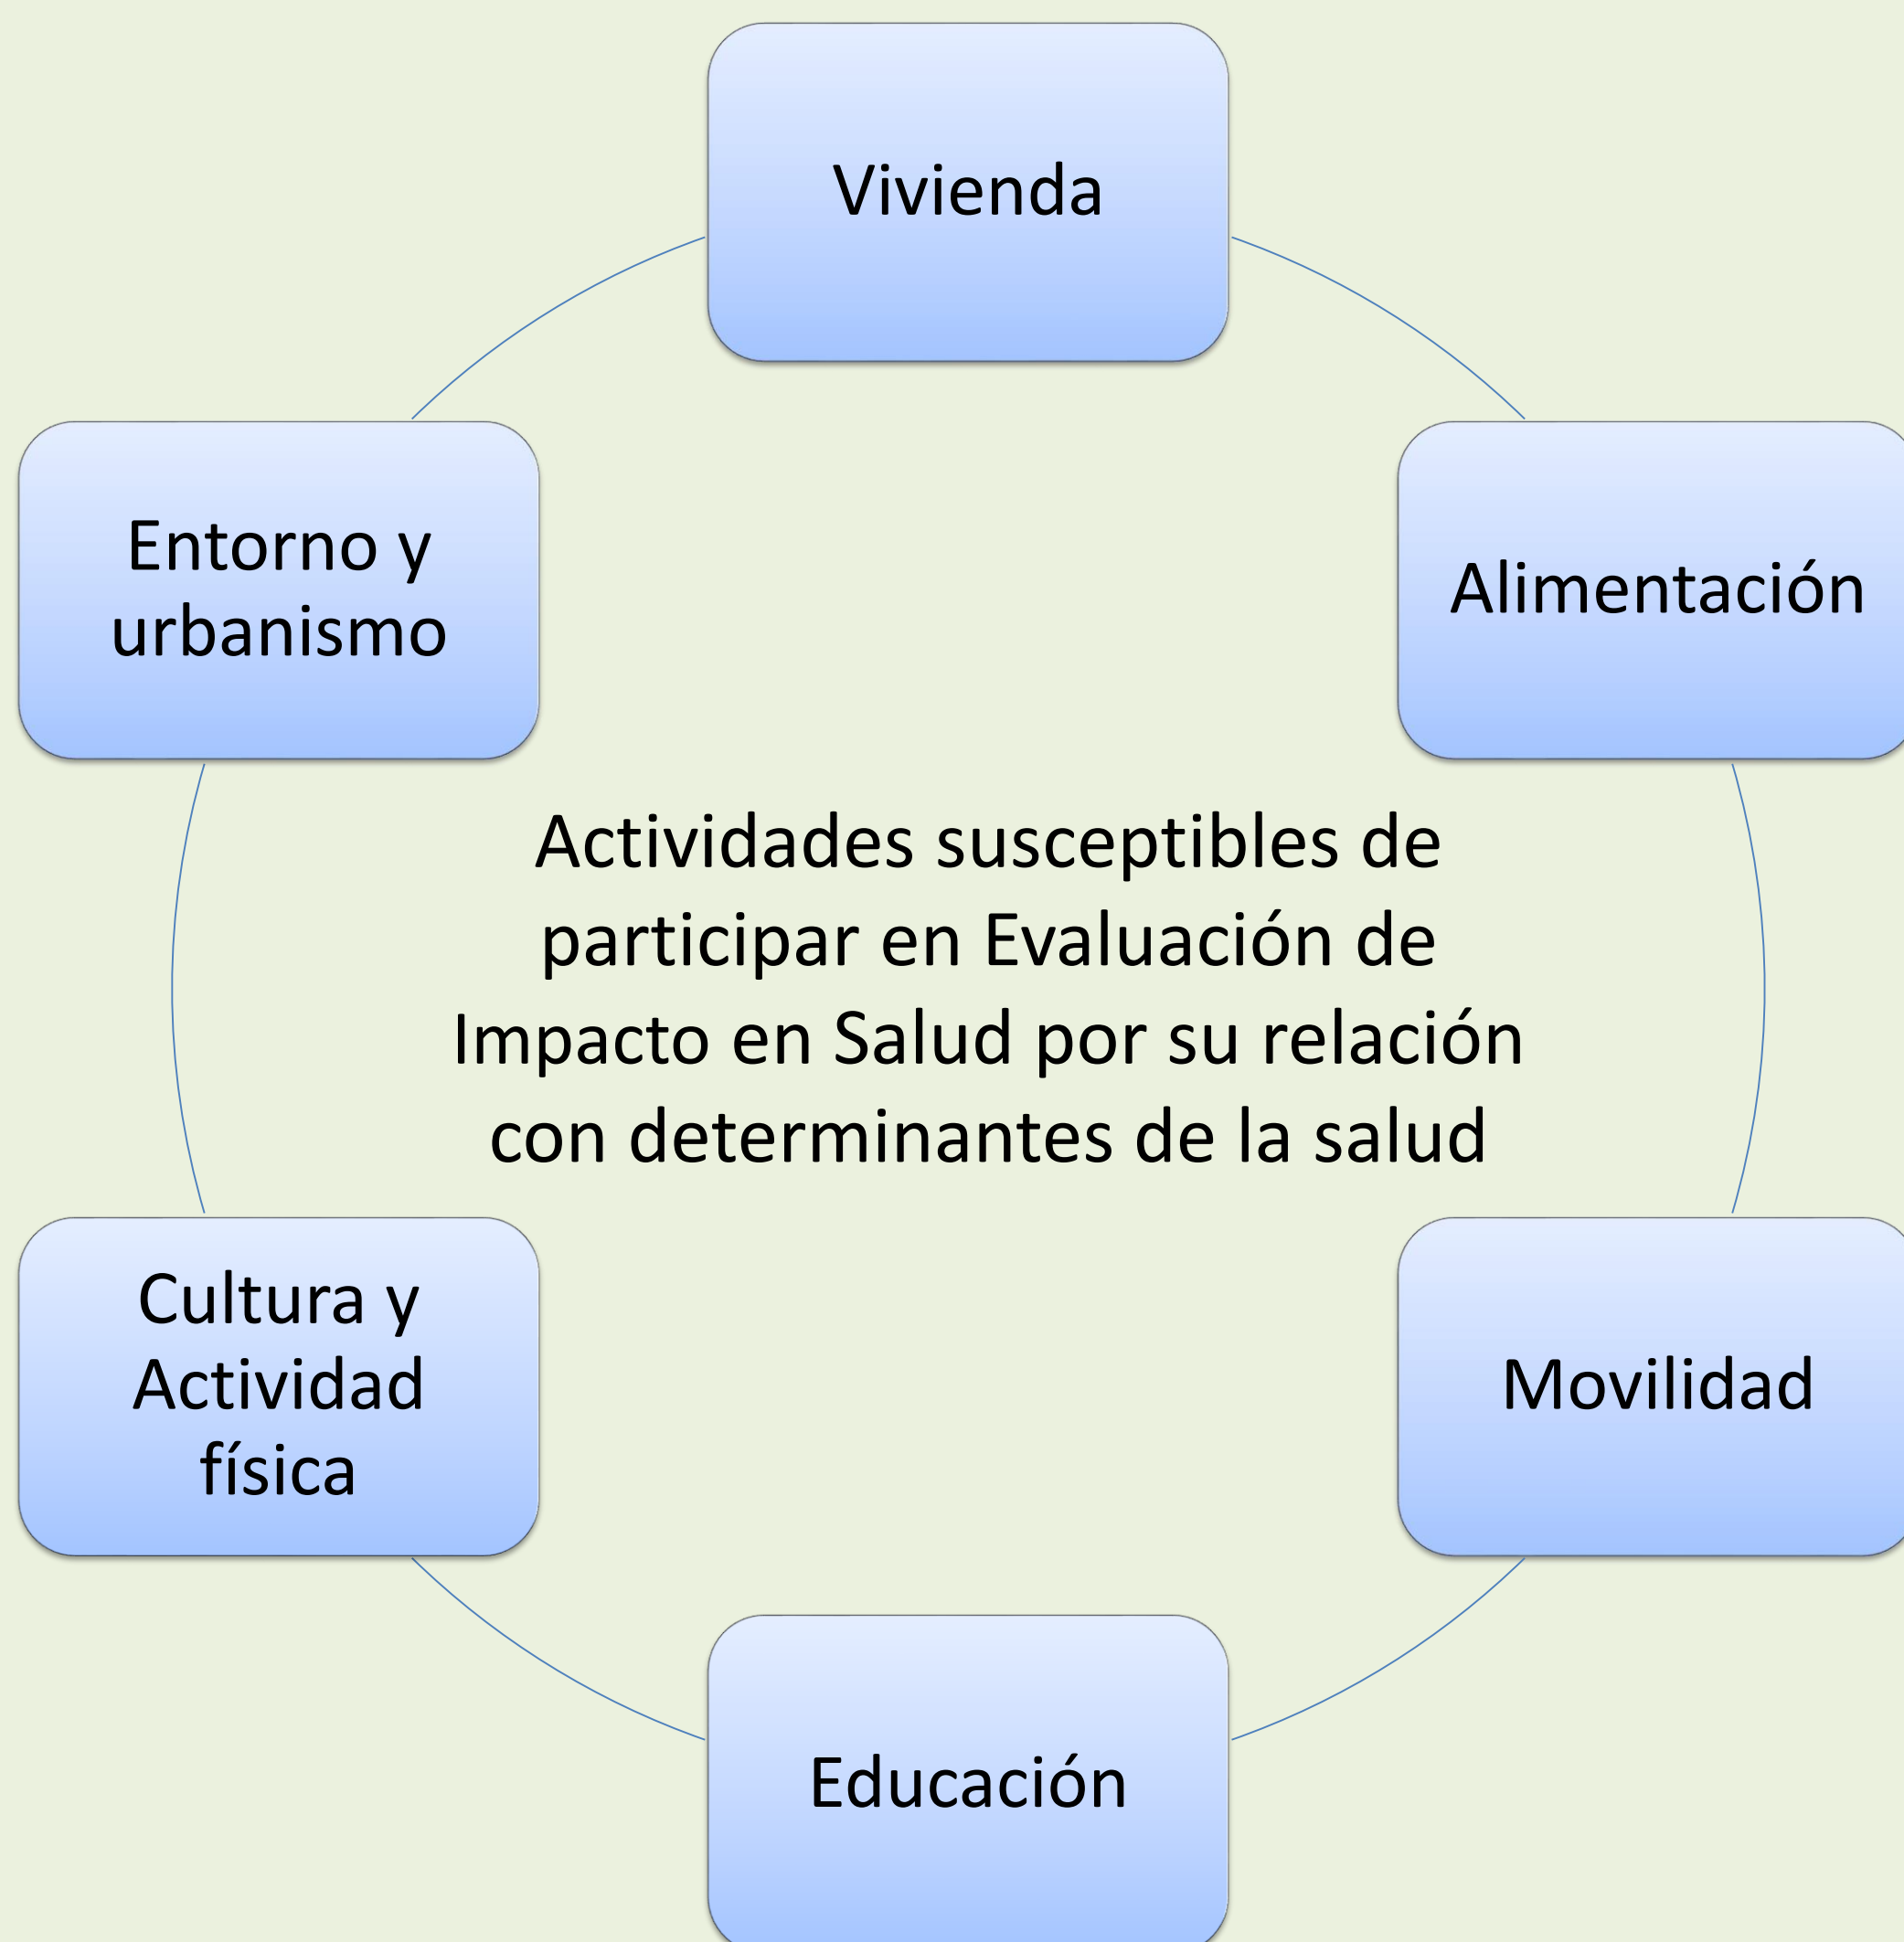 Vivienda
Entorno y
urbanismo
Alimentación
Actividades susceptibles de
participar en Evaluación de
Impacto en Salud por su relación
con determinantes de la salud
Cultura y
Actividad
física
Movilidad
Educación